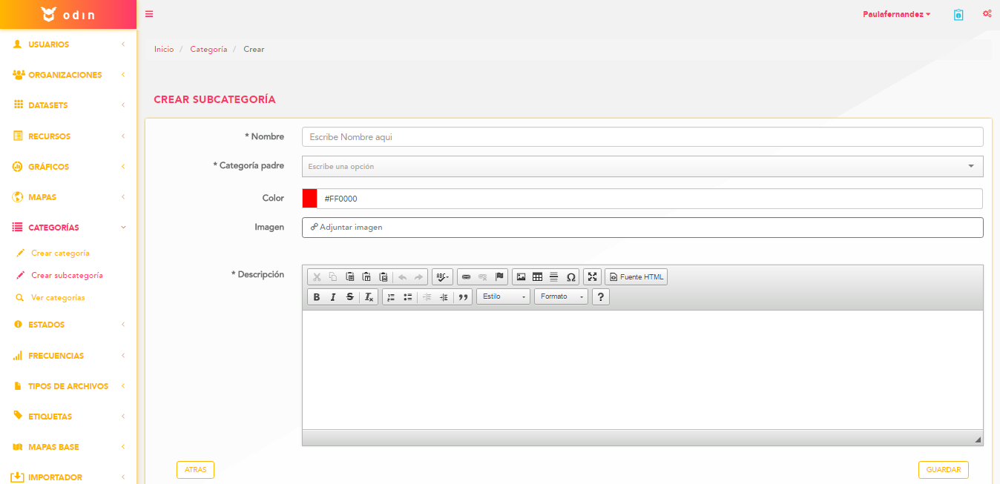 odin
Paulafernandez
USUARIOS
ORGANIZACIONES
DATASETS
RECURSOS
GRÁFICOS
MAPAS
CATEGORÍAS
Crear categoría
Crear subcategoría
Ver categorías
ESTADOS
FRECUENCIAS
TIPOS DE ARCHIVOS
ETIQUETAS
MAPAS BASE
IMPORTADOR
Inicio / Categoría / Crear
CREAR SUBCATEGORÍA
* Nombre Escribe Nombre aqui
* Categoría padre Escribe una opción
Color #FF0000
Imagen Adjuntar imagen
* Descripción
ABC Fuente HTML
B I S Tx Estilo Formato ?
ATRAS GUARDAR